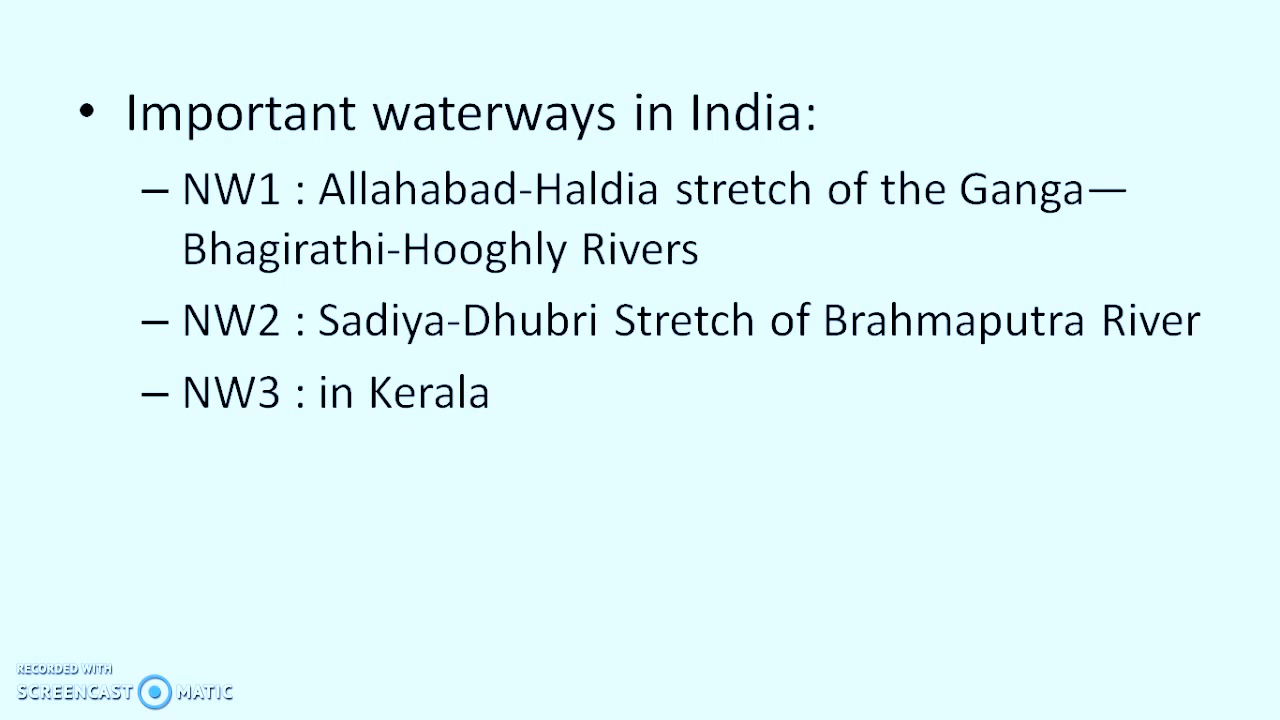 • Important waterways in India:
– NW1 : Allahabad-Haldia stretch of the Ganga—
Bhagirathi-Hooghly Rivers
– NW2 : Sadiya-Dhubri Stretch of Brahmaputra River
– NW3 : in Kerala
RECORDED WITH
SCREENCAST MATIC